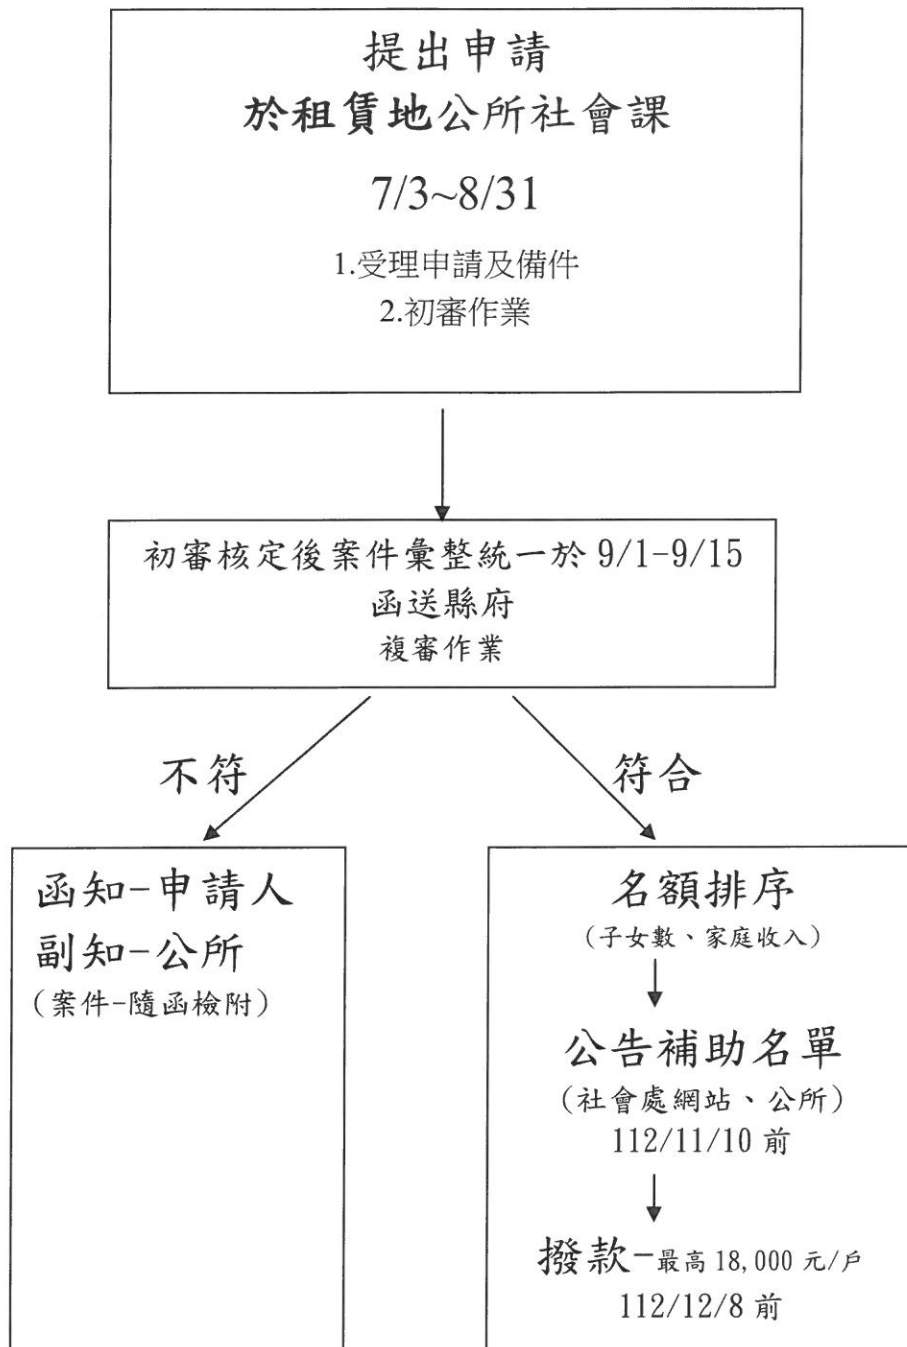 提出申請
於租賃地公所社會課
7/3~8/31
1.受理申請及備件
2.初審作業
初審核定後案件彙整統一於 9/1-9/15
函送縣府
複審作業
不符
符合
函知-申請人
副知-公所
(案件-隨函檢附)
名額排序
(子女數、家庭收入)
公告補助名單
(社會處網站、公所)
112/11/10 前
撥款-最高 18,000 元/戶
112/12/8 前